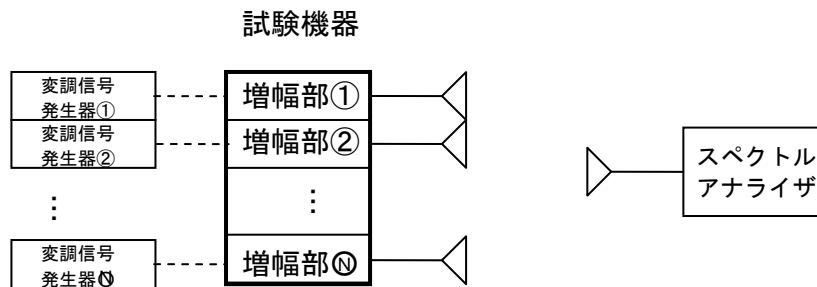 試験機器
変調信号
発生器①
増幅部①
変調信号
発生器②
増幅部②
スペクトル
アナライザ
⋮
⋮
変調信号
発生器Ⓝ
増幅部Ⓝ